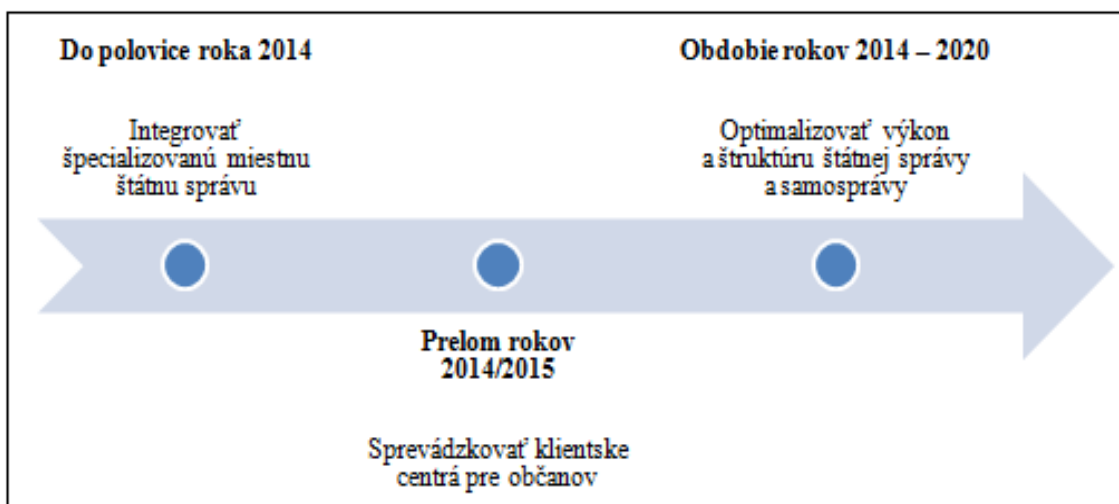 Do polovice roka 2014
Integrovať
špecializovanú miestnu
štátnu správu
Prelom rokov
2014/2015
Sprevádzkovať klientske
centrá pre občanov
Obdobie rokov 2014 – 2020
Optimalizovať výkon
a štruktúru štátnej správy
a samosprávy